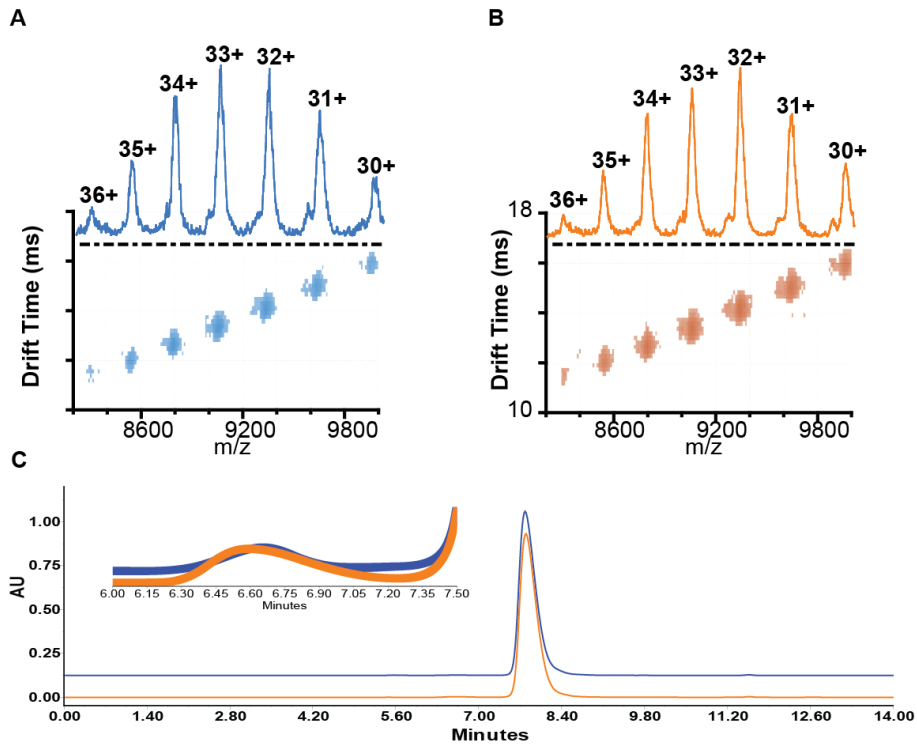 A
36+ 35+ 34+ 33+ 32+ 31+ 30+
Drift Time (ms)
8600 9200 9800
m/z
B
36+ 35+ 34+ 33+ 32+ 31+ 30+
18
Drift Time (ms)
10
8600 9200 9800
m/z
C
1.00
0.75
0.50
0.25
0.00
AU
6.00 6.15 6.30 6.45 6.60 6.75 6.90 7.05 7.20 7.35 7.50
Minutes
0.00 1.40 2.80 4.20 5.60 7.00 8.40 9.80 11.20 12.60 14.00
Minutes